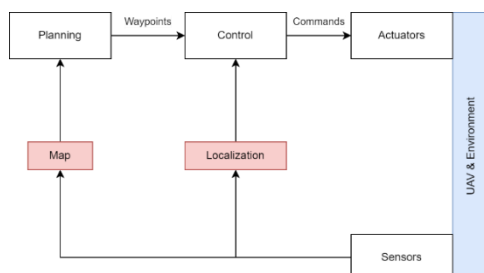 Waypoints
Commands
Planning
Control
Actuators
Map
Localization
UAV & Environment
Sensors